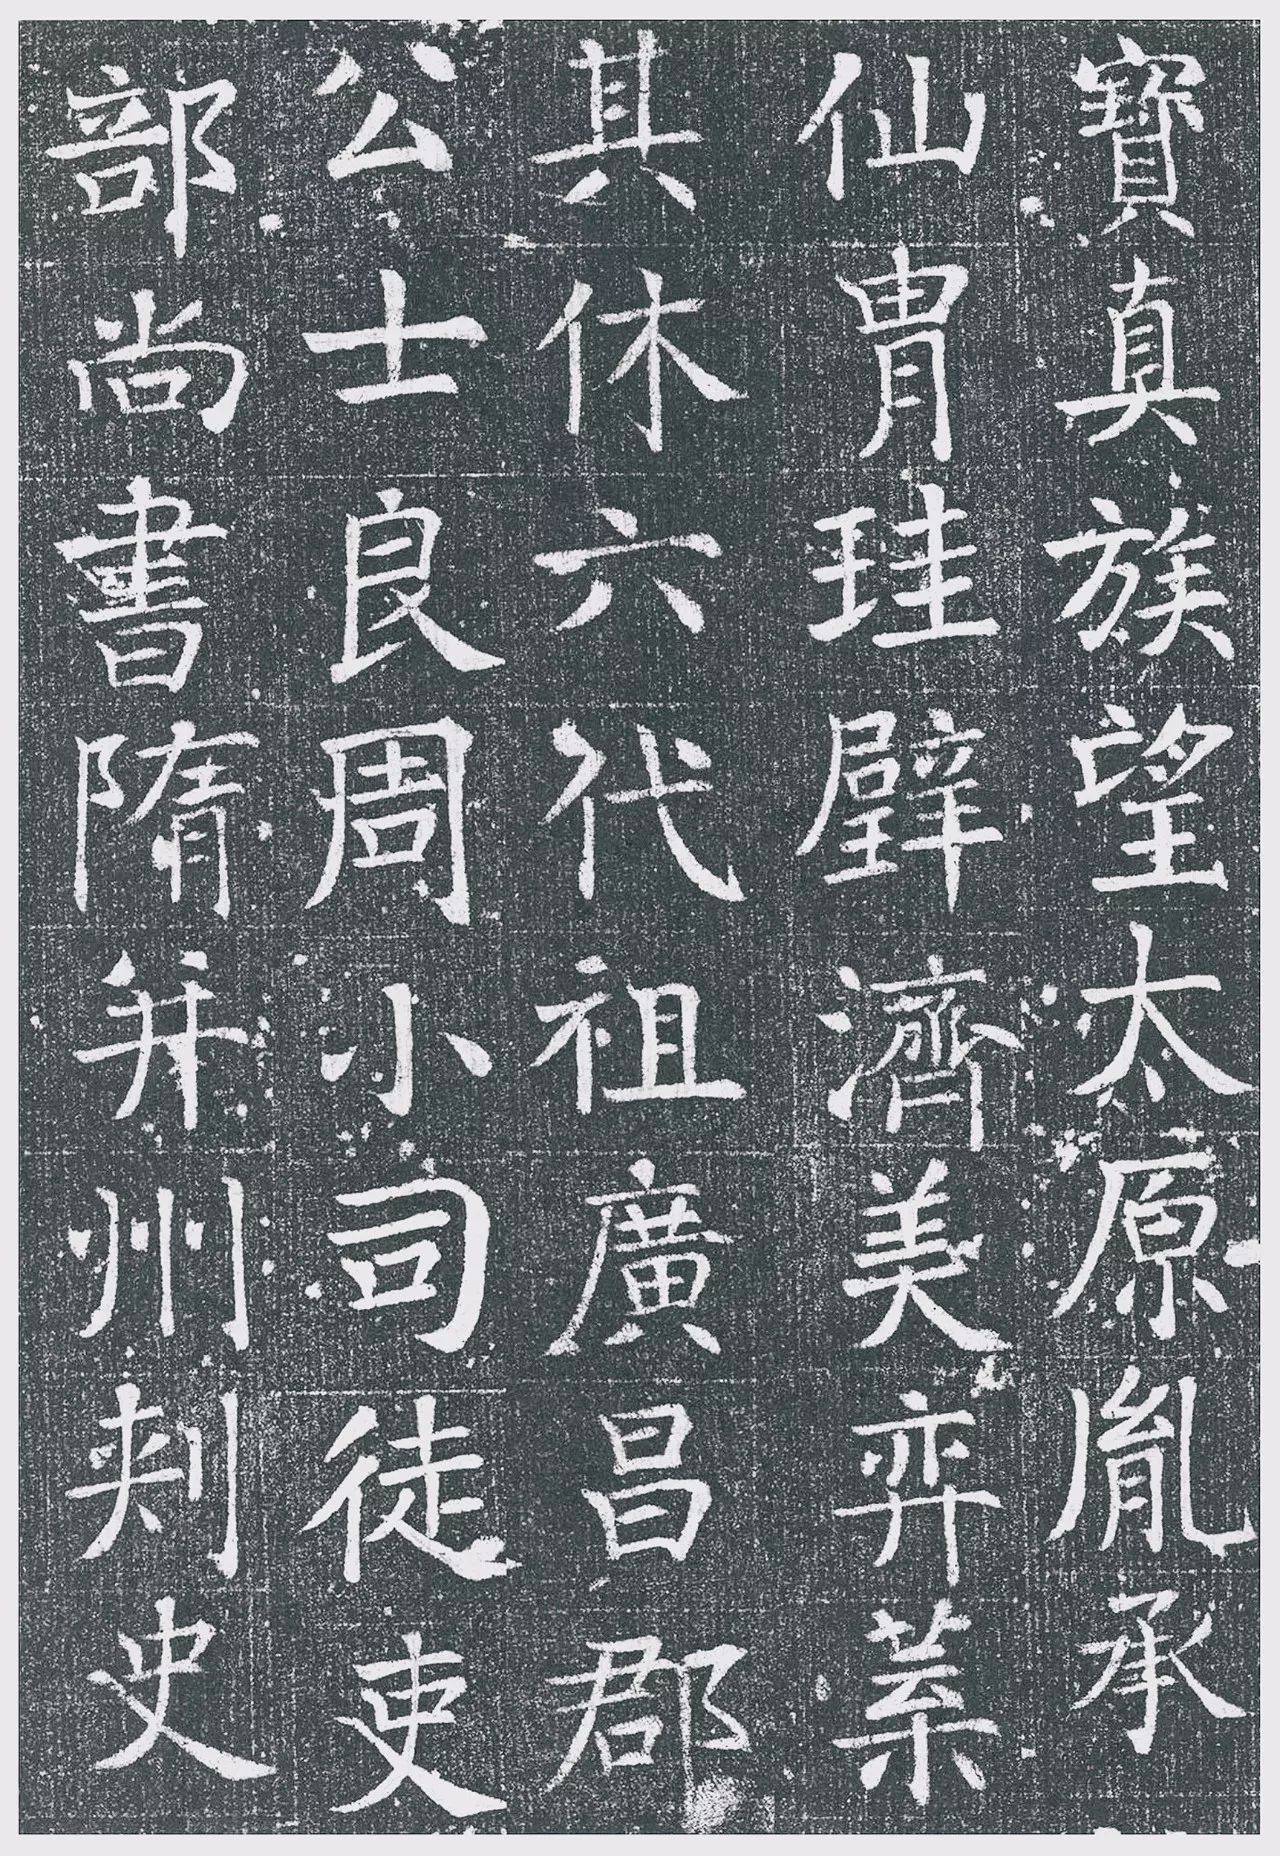 寶真族望太原胤承
仙胄珪璧濟美弈葉
其休六代祖廣昌郡
公士良周小司徒吏
部尚書隋并州刺史